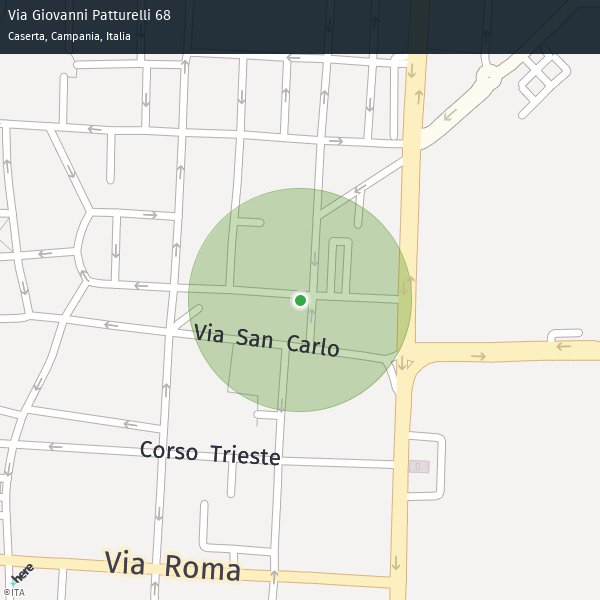 Via Giovanni Patturelli 68
Caserta, Campania, Italia
Via San Carlo
Corso Trieste
Via Roma
here
©ITA